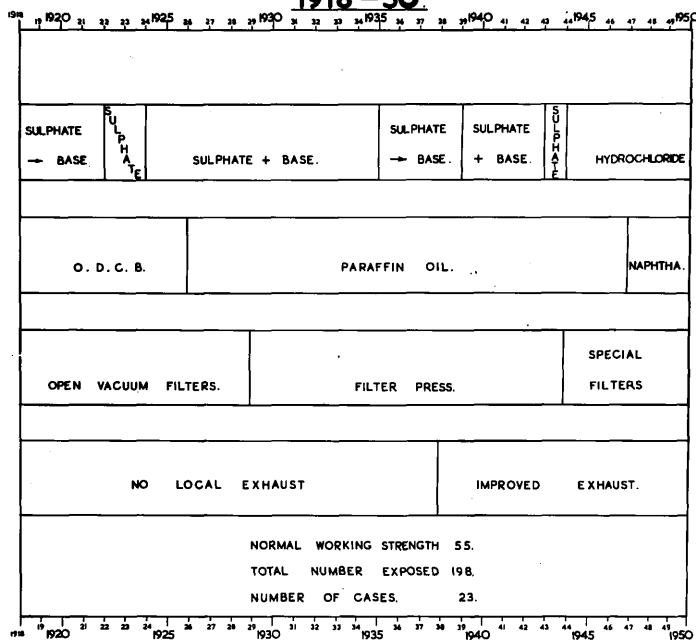 1918 – 50.
1918 19 1920 21 22 23 24 1925 26 27 28 29 1930 31 32 33 34 1935 36 37 38 39 1940 41 42 43 44 1945 46 47 48 49 1950
SULPHATE
→ BASE
SULPHATE
SULPHATE + BASE.
SULPHATE
→ BASE.
SULPHATE
+ BASE.
SULPHATE
HYDROCHLORIDE
O. D. C. B.
PARAFFIN OIL.
NAPHTHA.
OPEN VACUUM FILTERS.
FILTER PRESS.
SPECIAL
FILTERS
NO LOCAL EXHAUST
IMPROVED EXHAUST.
NORMAL WORKING STRENGTH 55.
TOTAL NUMBER EXPOSED 198.
NUMBER OF CASES. 23.
1918 19 1920 21 22 23 24 1925 26 27 28 29 1930 31 32 33 34 1935 36 37 38 39 1940 41 42 43 44 1945 46 47 48 49 1950